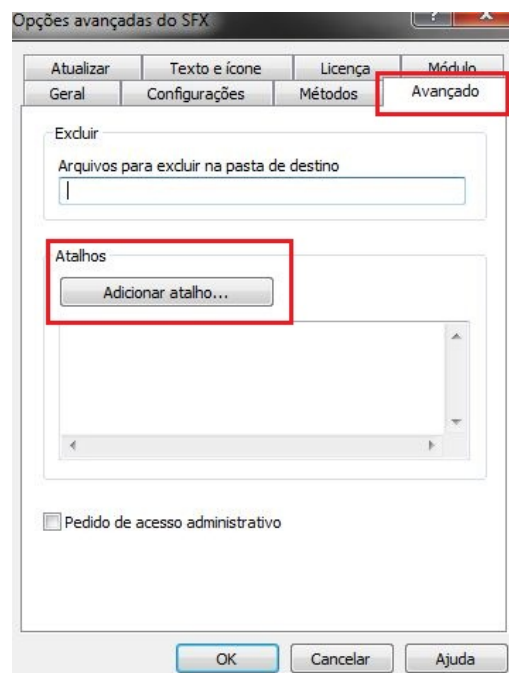 Opções avançadas do SFX
Atualizar Texto e ícone Licença Módulo
Geral Configurações Métodos Avançado
Excluir
Arquivos para excluir na pasta de destino
Atalhos
Adicionar atalho...
Pedido de acesso administrativo
OK Cancelar Ajuda